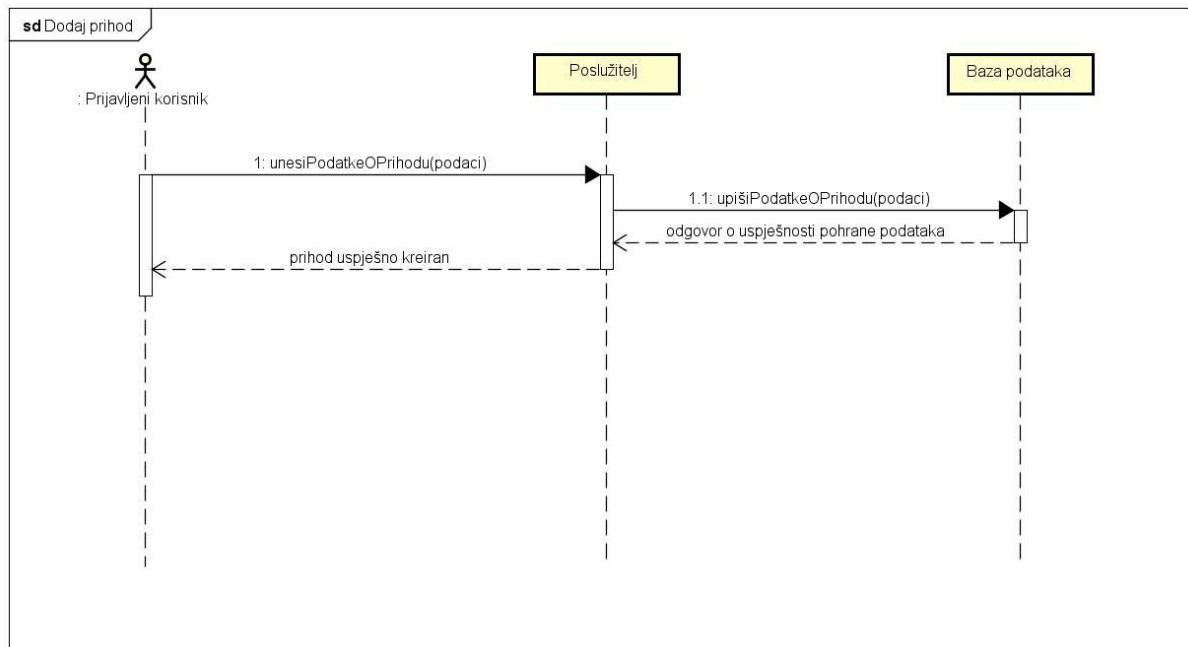 sd Dodaj prihod
: Prijavljeni korisnik
Poslužitelj
Baza podataka
1: unesiPodatkeOPrihodu(podaci)
1.1: upišiPodatkeOPrihodu(podaci)
odgovor o uspješnosti pohrane podataka
prihod uspješno kreiran